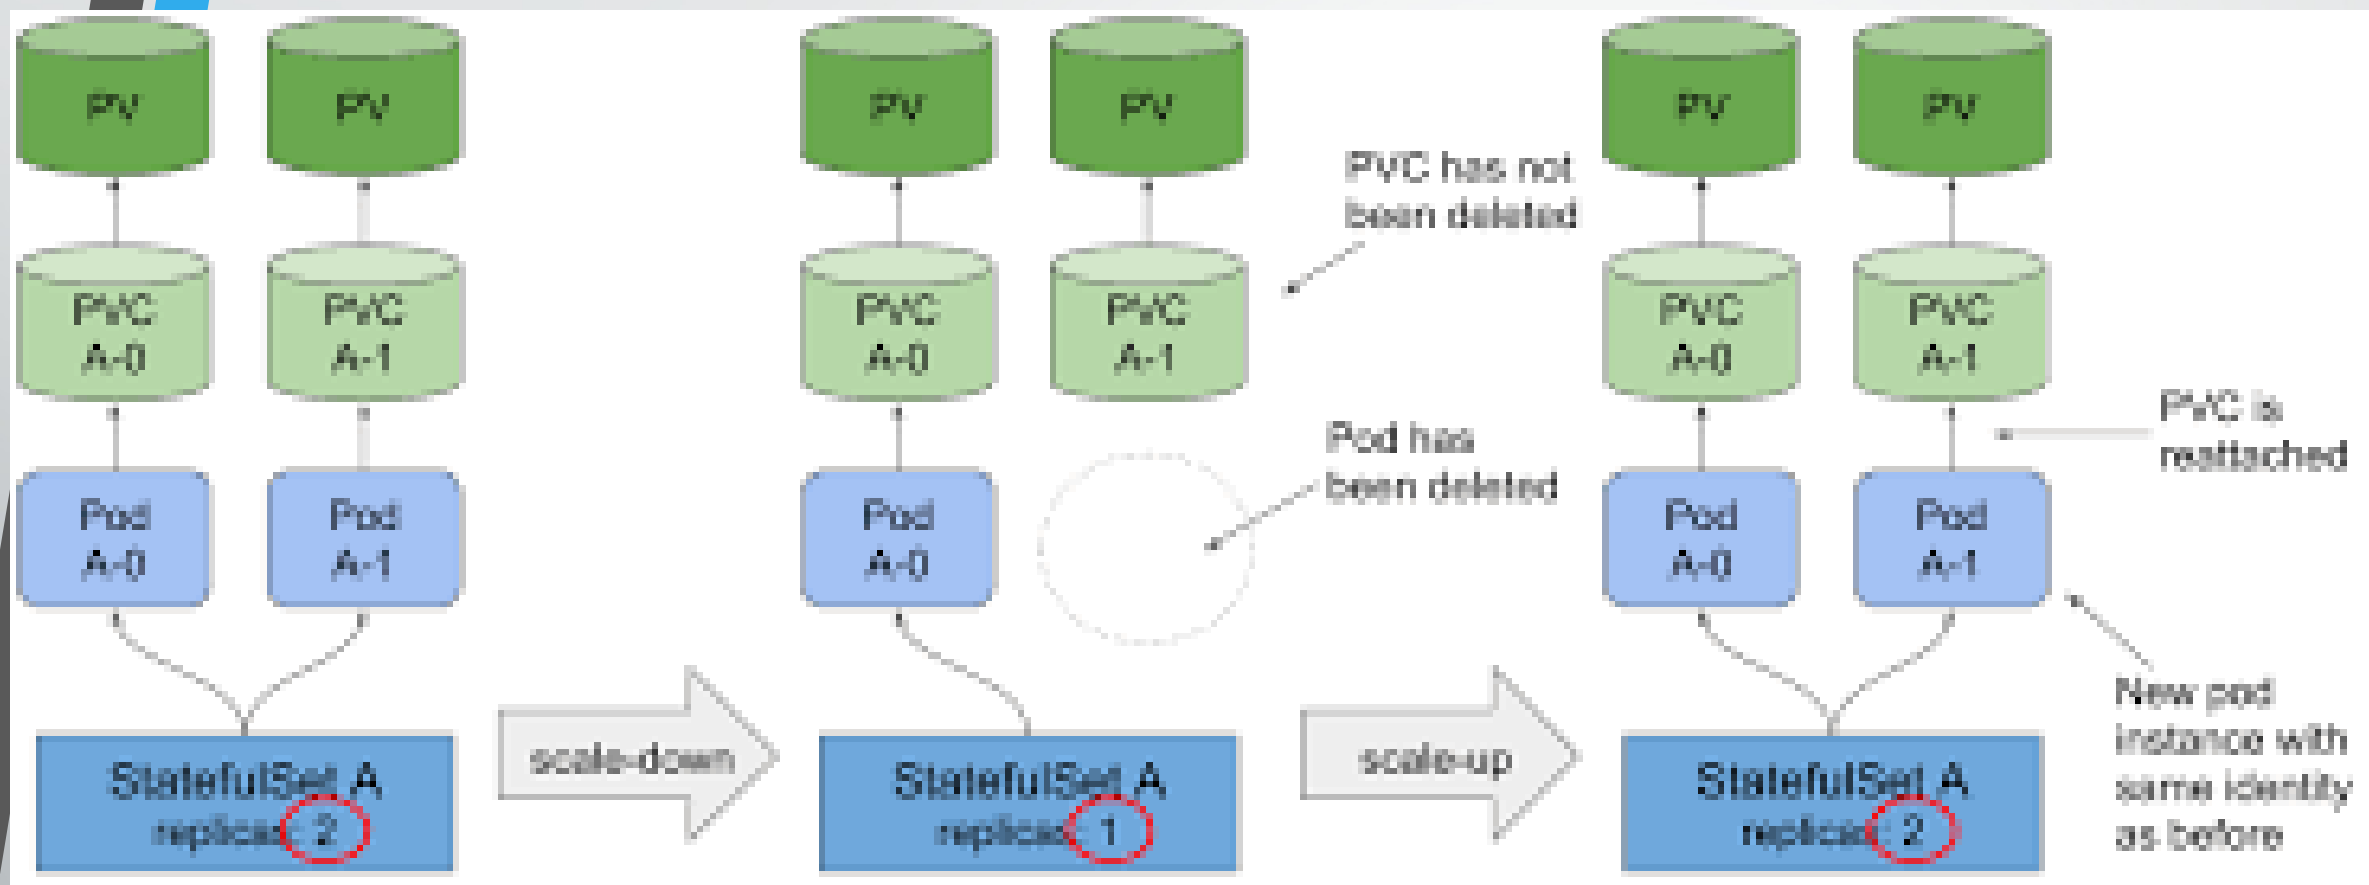 PV
PV
PVC
A-0
PVC
A-1
Pod
A-0
Pod
A-1
StatefulSet A
replicas: 2
scale-down
PV
PV
PVC has not
been deleted
PVC
A-0
PVC
A-1
Pod has
been deleted
Pod
A-0
StatefulSet A
replicas: 1
scale-up
PV
PV
PVC
A-0
PVC
A-1
PVC is
reattached
Pod
A-0
Pod
A-1
New pod
instance with
same identity
as before
StatefulSet A
replicas: 2